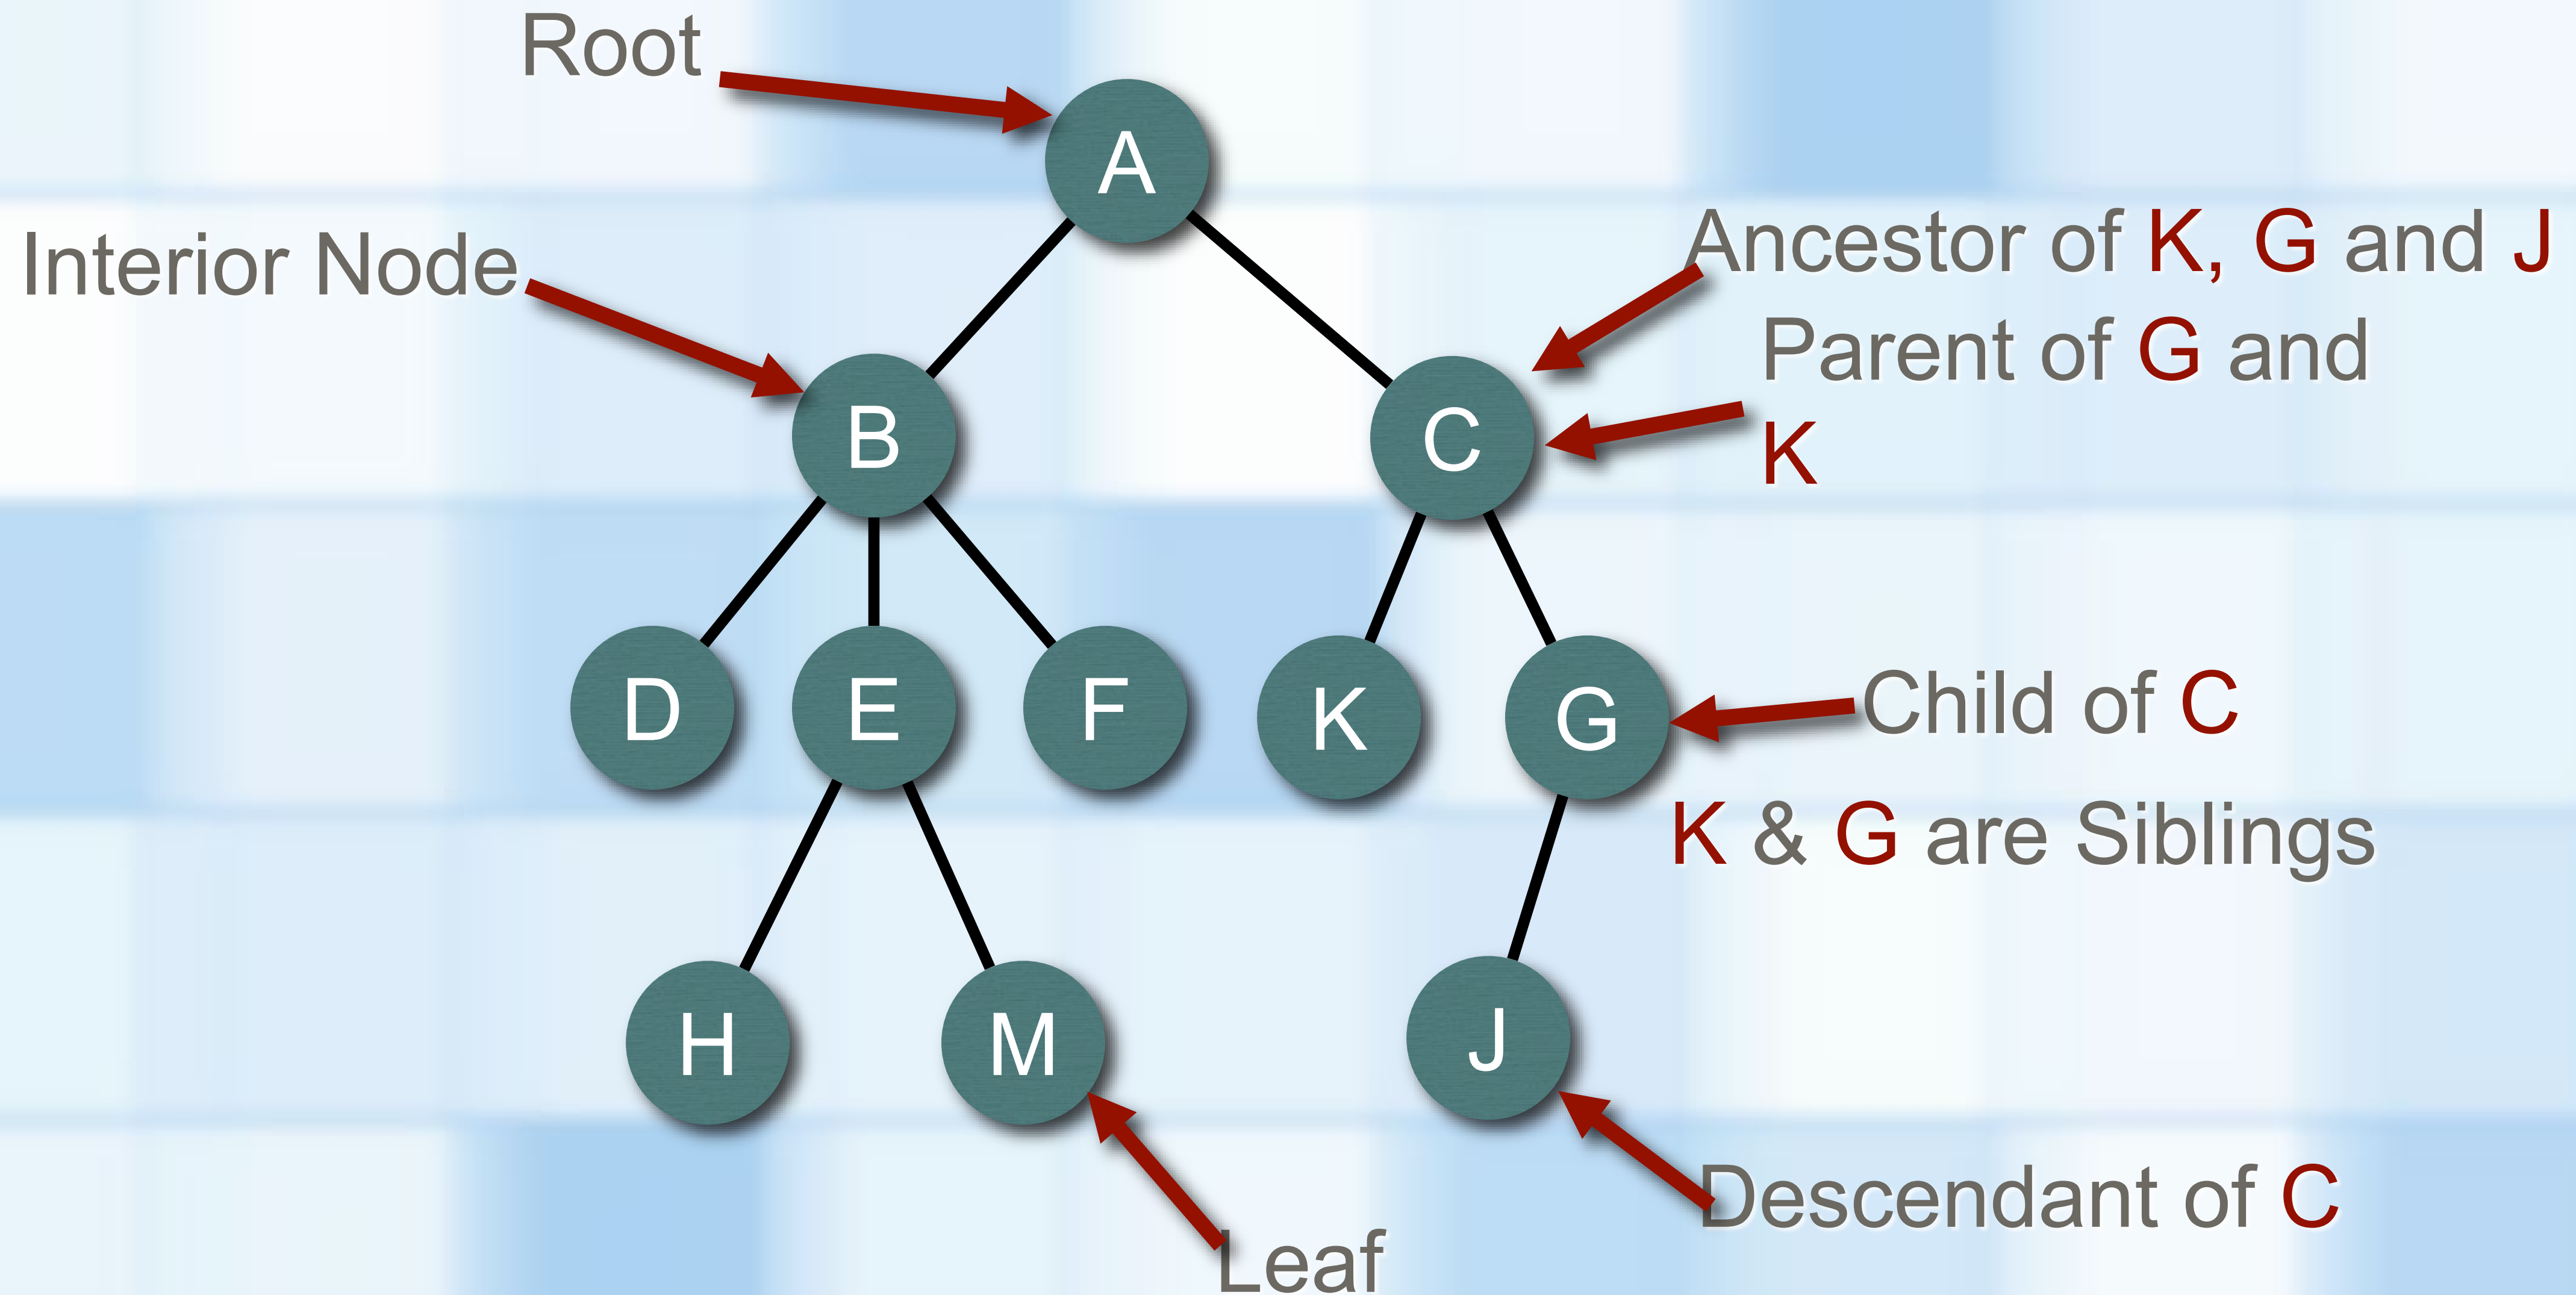 Root
A
Interior Node
Ancestor of K, G and J
Parent of G and
K
B
C
D
E
F
K
G
Child of C
K & G are Siblings
H
M
J
Descendant of C
Leaf